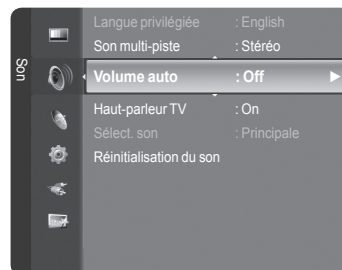 Son
Langue privilégiée : English
Son multi-piste : Stéréo
Volume auto : Off
Haut-parleur TV : On
Sélect. son : Principale
Réinitialisation du son